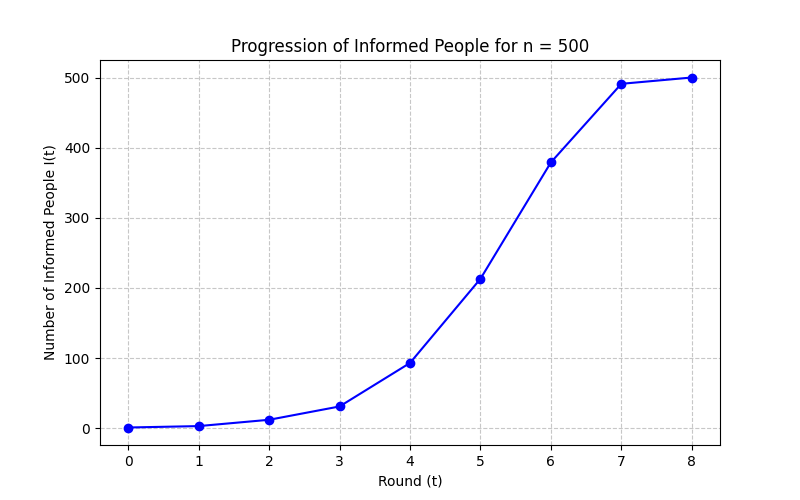 Progression of Informed People for n = 500
Number of Informed People I(t)
500
400
300
200
100
0
0 1 2 3 4 5 6 7 8
Round (t)